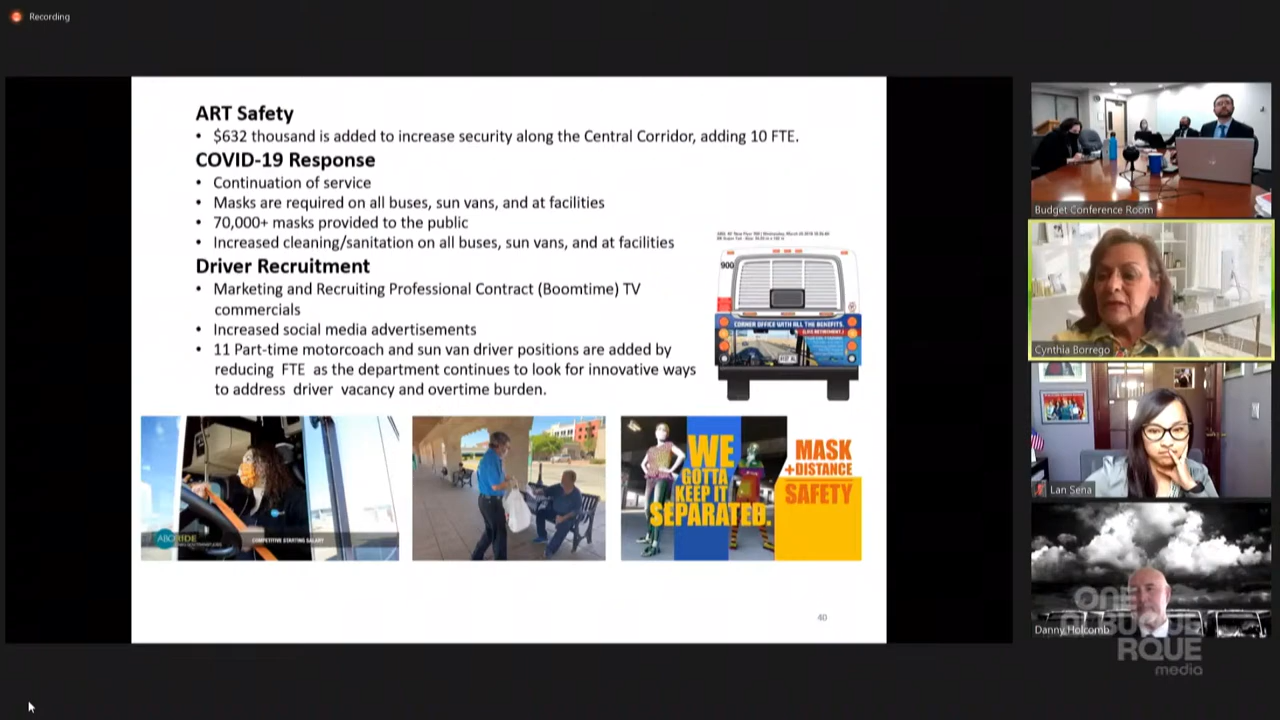 Recording
ART Safety
• $632 thousand is added to increase security along the Central Corridor, adding 10 FTE.
COVID-19 Response
• Continuation of service
• Masks are required on all buses, sun vans, and at facilities
• 70,000+ masks provided to the public
• Increased cleaning/sanitation on all buses, sun vans, and at facilities
Driver Recruitment
• Marketing and Recruiting Professional Contract (Boomtime) TV
commercials
• Increased social media advertisements
• 11 Part-time motorcoach and sun van driver positions are added by
reducing FTE as the department continues to look for innovative ways
to address driver vacancy and overtime burden.
900
CORNER OFFICE WITH ALL THE BENEFITS.
ABQ RIDE
COMPETITIVE STARTING SALARY
WE
GOTTA
KEEP IT
SEPARATED.
MASK
+DISTANCE
SAFETY
40
Budget Conference Room
Cynthia Borrego
Lan Sena
Danny Holcomb
ONE
ALBUQUE
RQUE
media